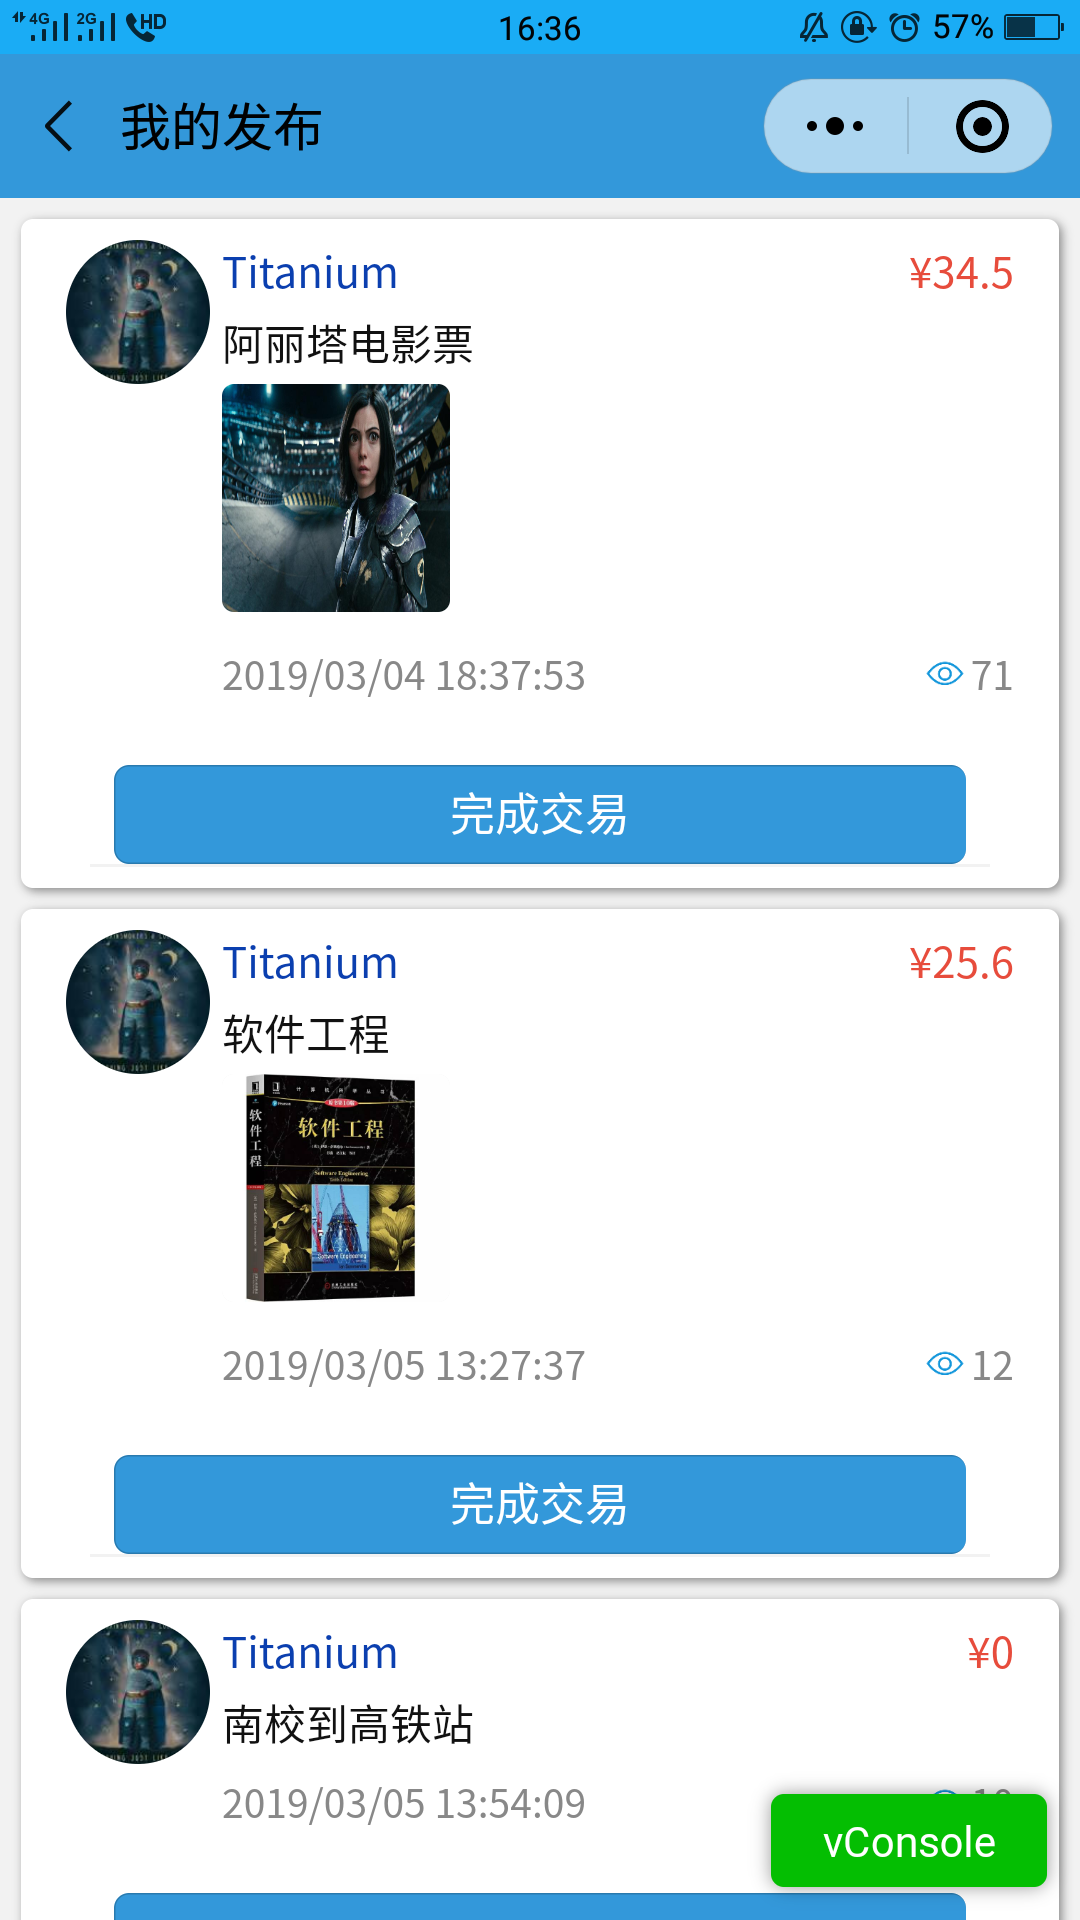 4G 2G HD 16:36 57%
我的发布
Titanium ¥34.5
阿丽塔电影票
2019/03/04 18:37:53 71
完成交易
Titanium ¥25.6
软件工程
软件工程
软件工程
Software Engineering
2019/03/05 13:27:37 12
完成交易
Titanium ¥0
南校到高铁站
2019/03/05 13:54:09
vConsole